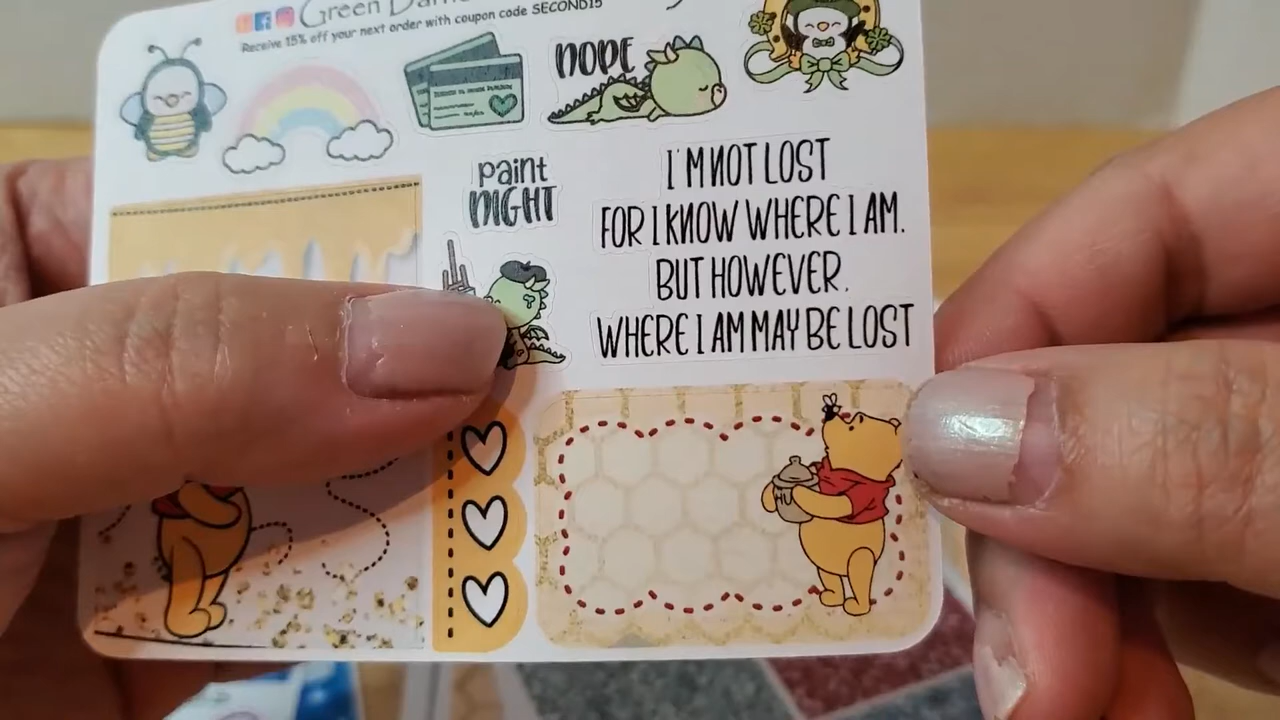 Green
Receive 15% off your next order with coupon code SECOND15
NOPE
paint
NIGHT
I'M NOT LOST
FOR I KNOW WHERE I AM.
BUT HOWEVER.
WHERE I AM MAY BE LOST
HU